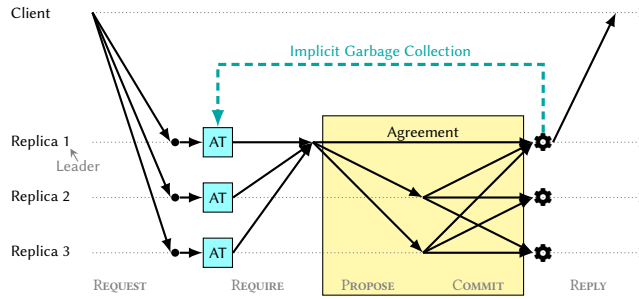 Client
Implicit Garbage Collection
Agreement
Replica 1
AT
Leader
Replica 2
AT
Replica 3
AT
Request
Require
Propose
Commit
Reply